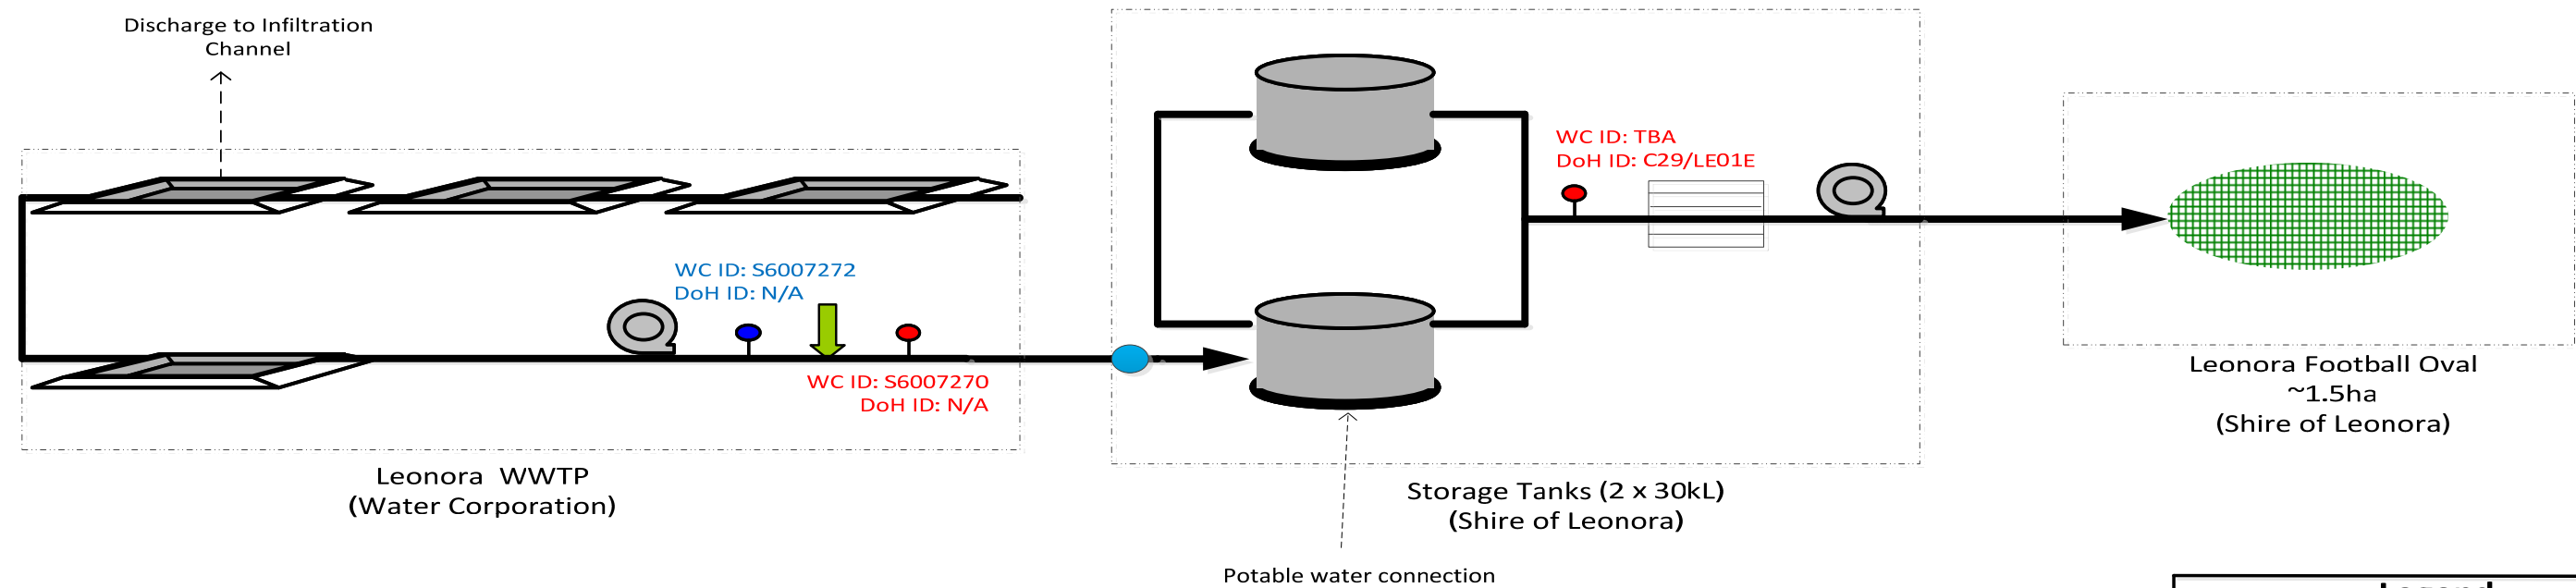 Discharge to Infiltration
Channel
WC ID: TBA
DoH ID: C29/LE01E
WC ID: S6007272
DoH ID: N/A
WC ID: S6007270
DoH ID: N/A
Leonora Football Oval
~1.5ha
(Shire of Leonora)
Leonora WWTP
(Water Corporation)
Storage Tanks (2 x 30kL)
(Shire of Leonora)
Potable water connection